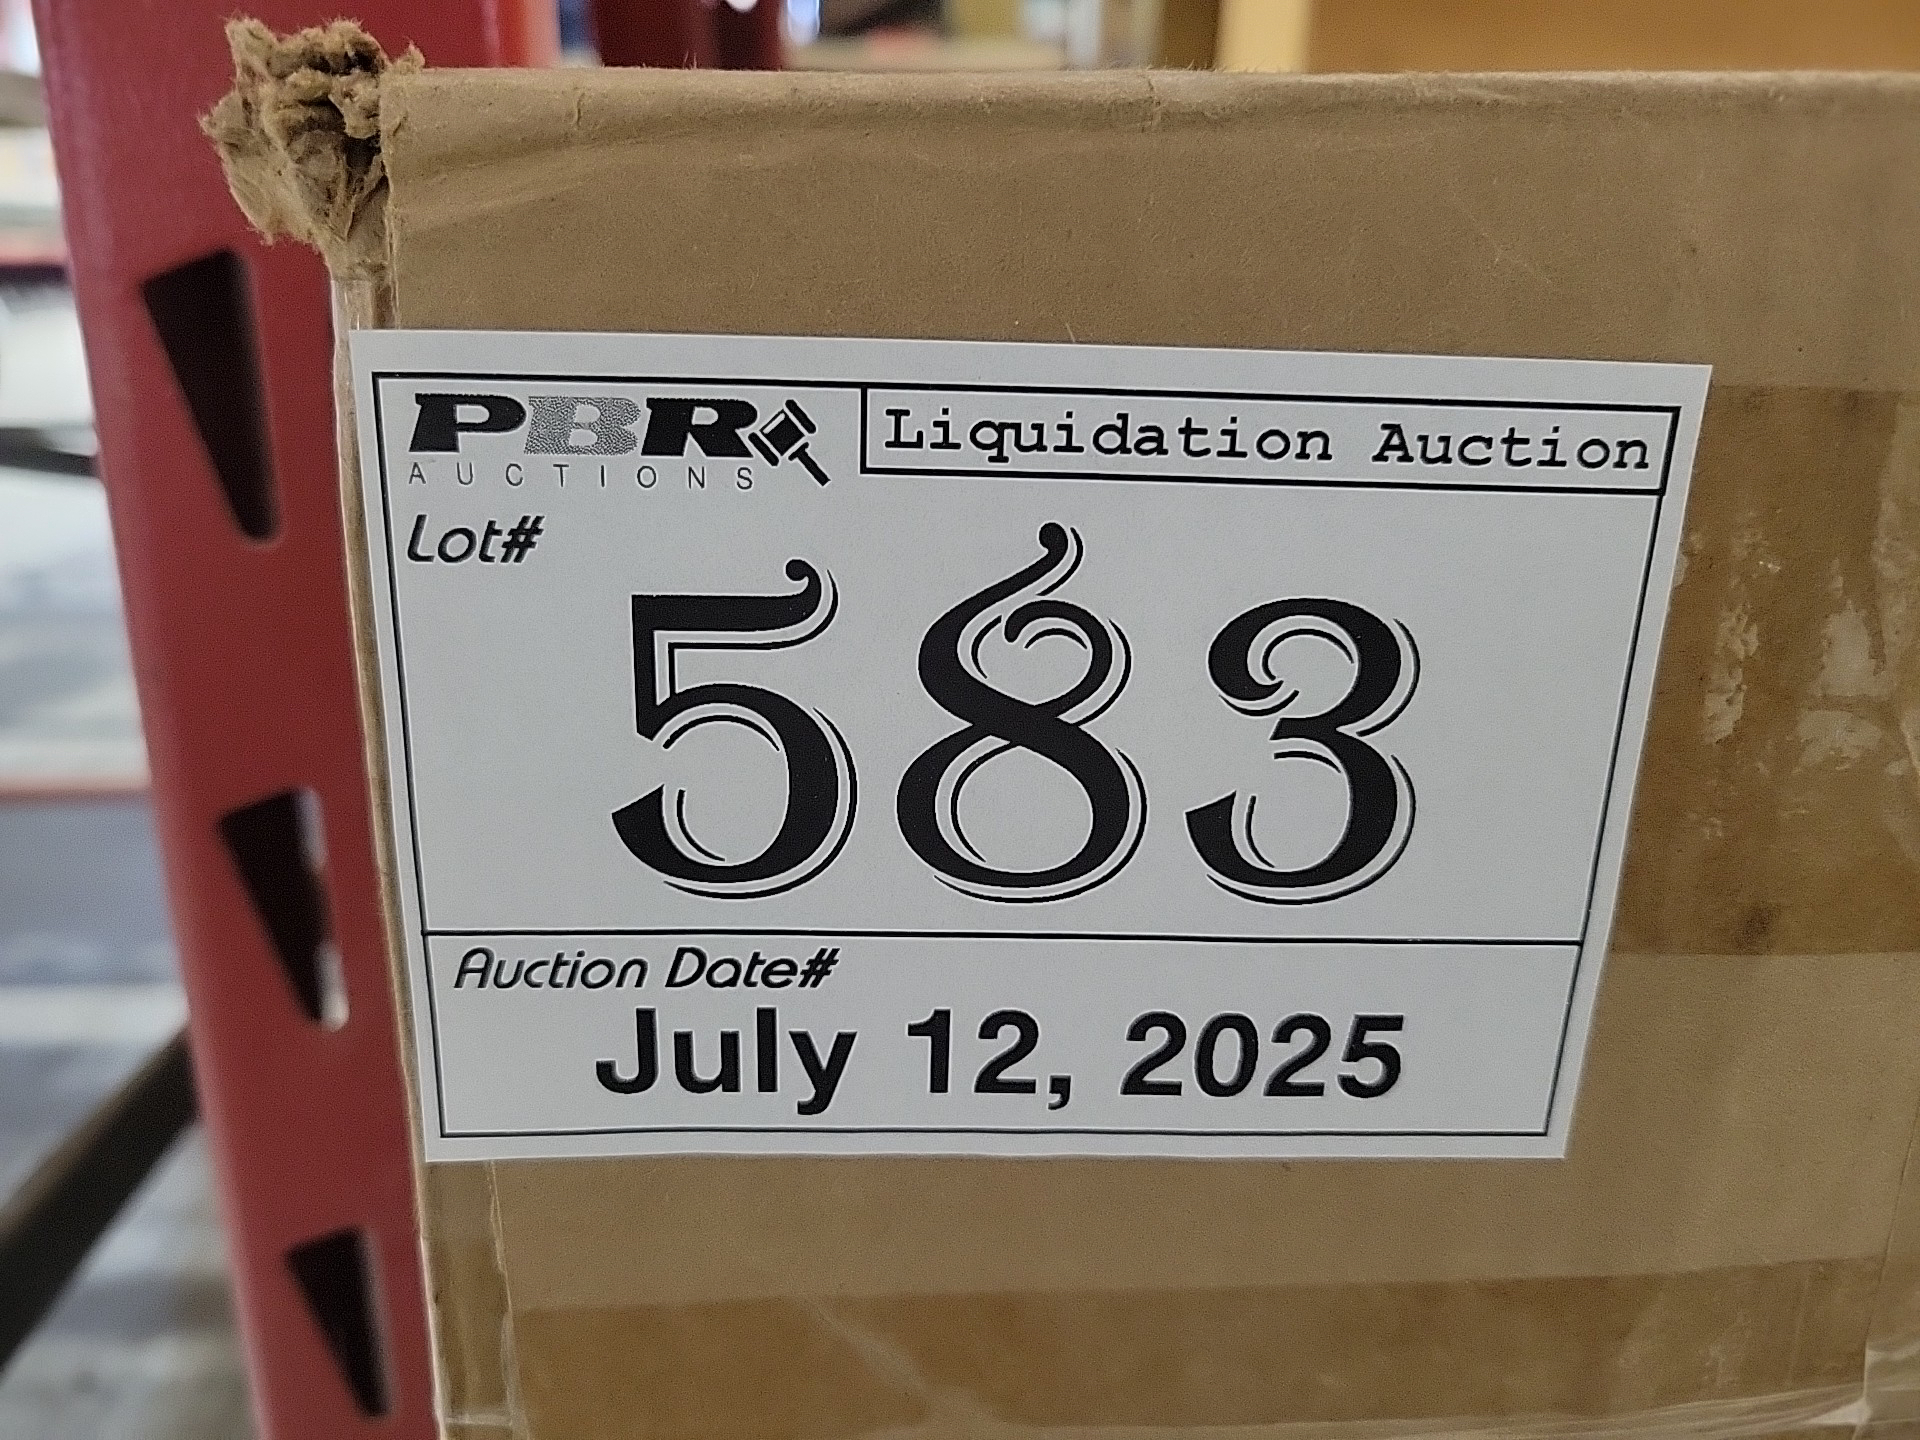 PBR
AUCTIONS
Liquidation Auction
Lot#
583
Auction Date#
July 12, 2025